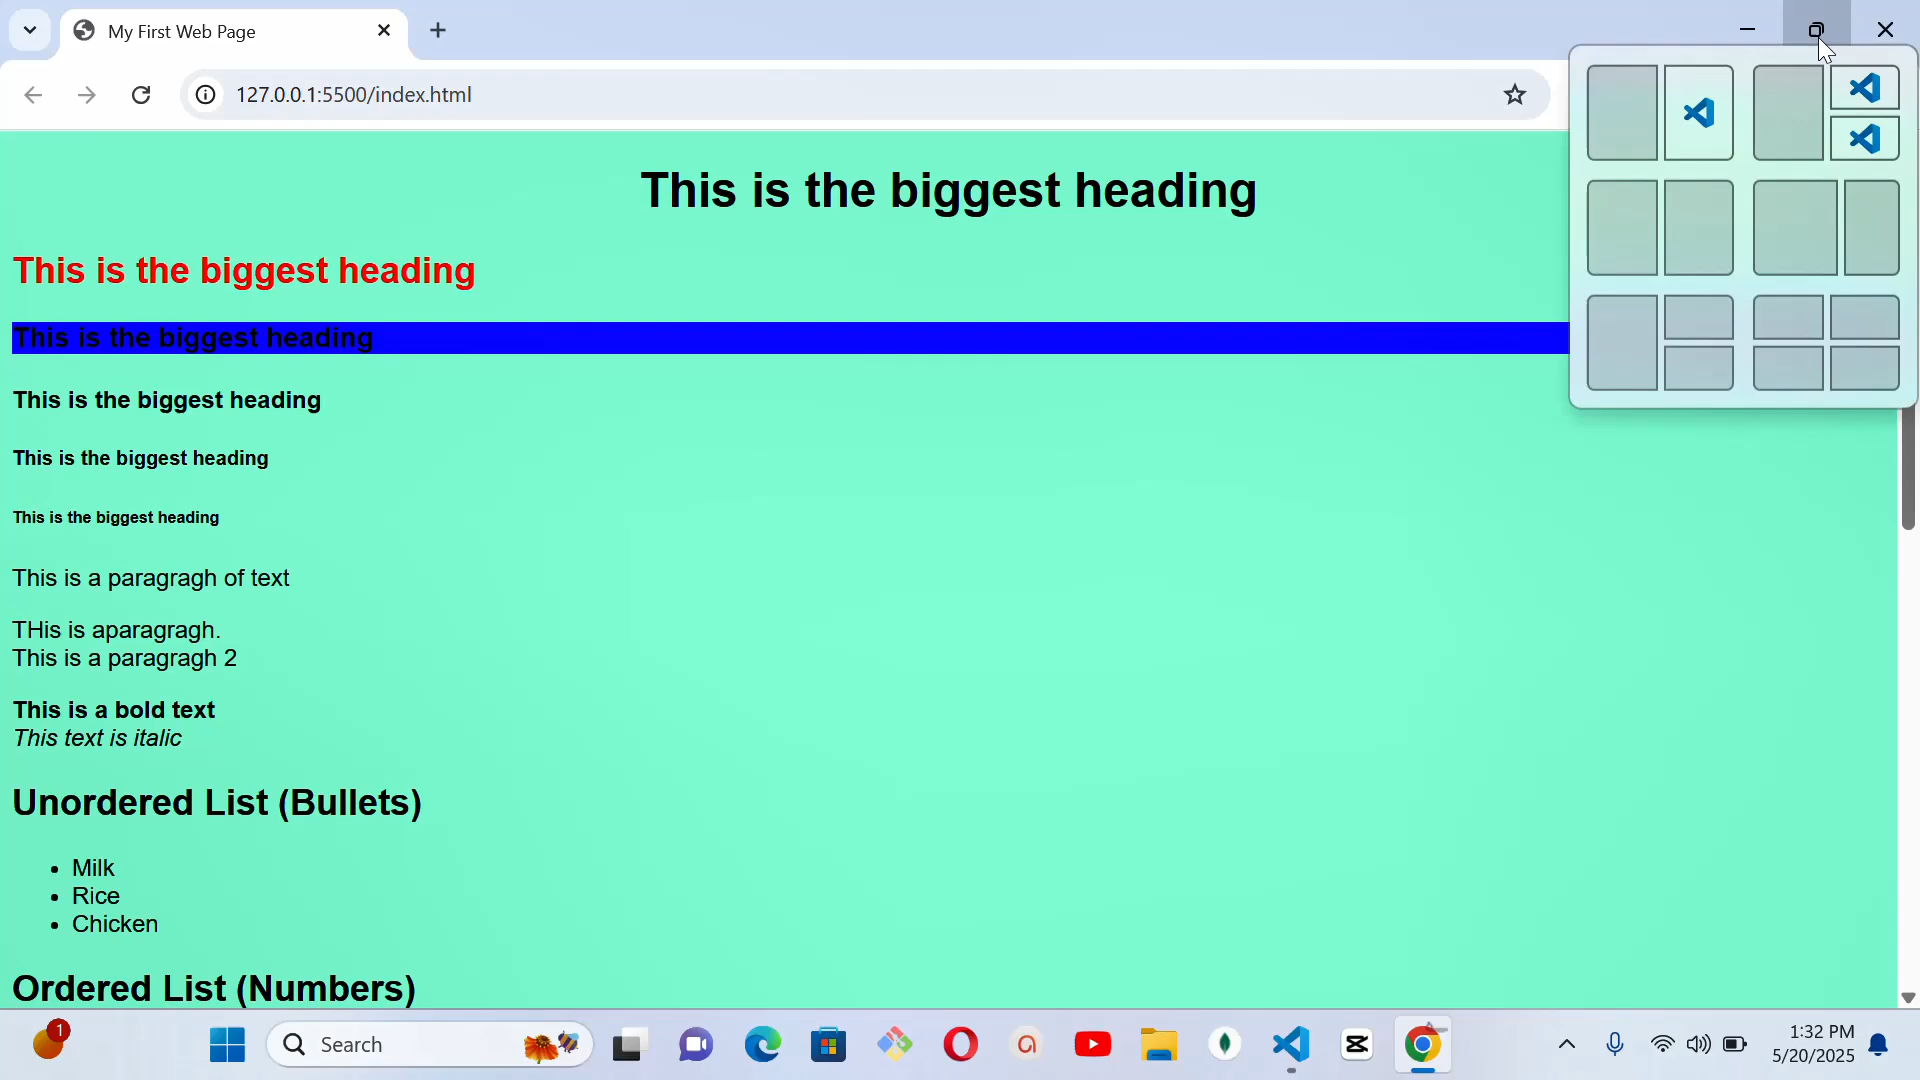 My First Web Page
127.0.0.1:5500/index.html
This is the biggest heading
This is the biggest heading
This is the biggest heading
This is the biggest heading
This is the biggest heading
This is the biggest heading
This is a paragragh of text
THis is aparagragh.
This is a paragragh 2
This is a bold text
This text is italic
Unordered List (Bullets)
• Milk
• Rice
• Chicken
Ordered List (Numbers)
1
Search
1:32 PM
5/20/2025